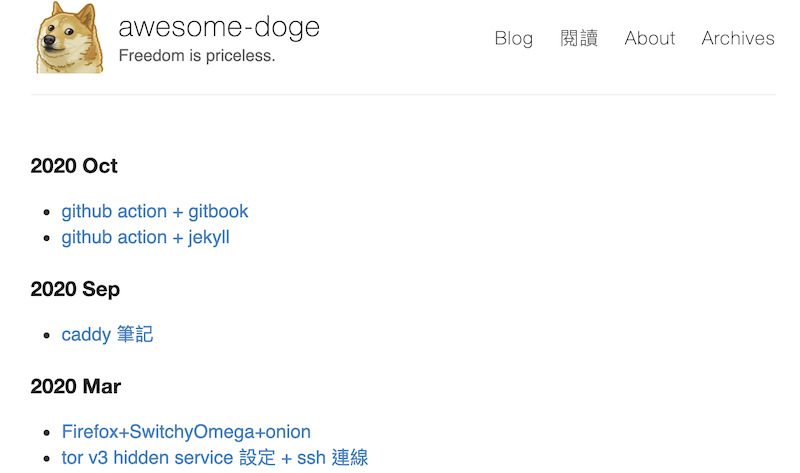 awesome-doge
Freedom is priceless.
Blog 閱讀 About Archives
2020 Oct
github action + gitbook
github action + jekyll
2020 Sep
caddy 筆記
2020 Mar
Firefox+SwitchyOmega+onion
tor v3 hidden service 設定 + ssh 連線